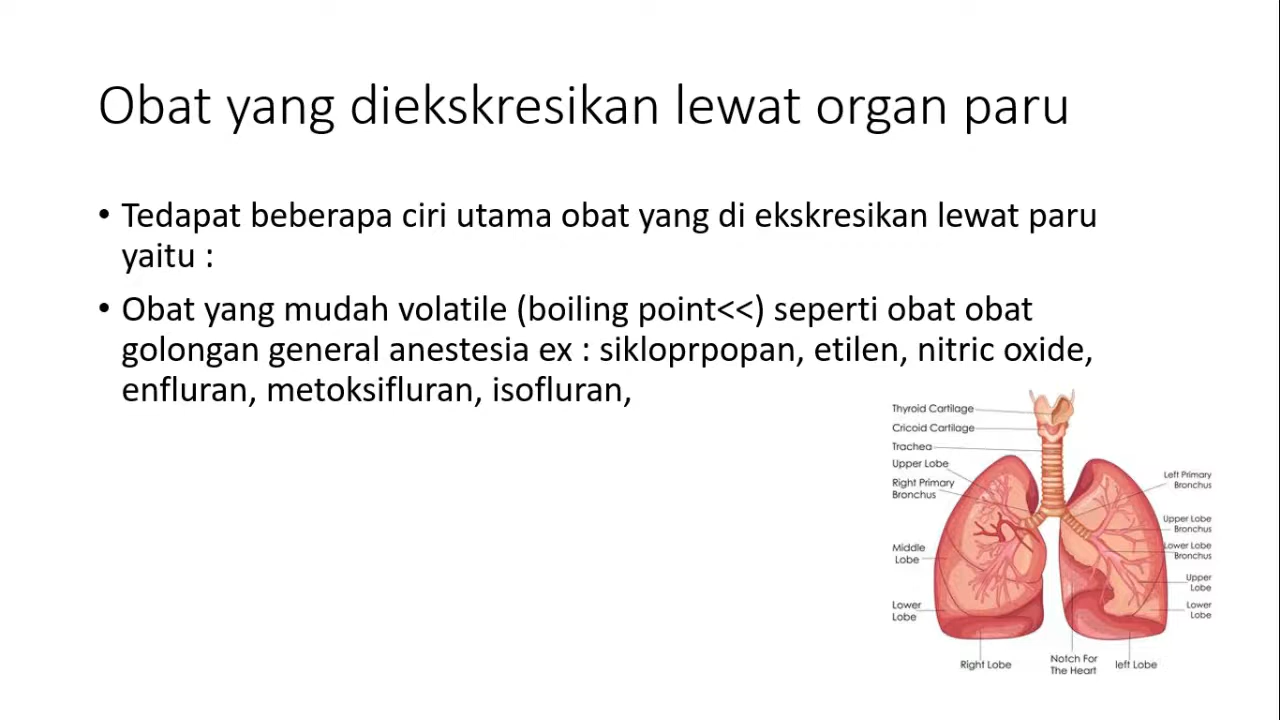 Obat yang diekskresikan lewat organ paru
• Tedapat beberapa ciri utama obat yang di ekskresikan lewat paru
yaitu :
• Obat yang mudah volatile (boiling point<<) seperti obat obat
golongan general anestesia ex : sikloprpopan, etilen, nitric oxide,
enfluran, metoksifluran, isofluran,
Thyroid Cartilage
Cricoid Cartilage
Trachea
Upper Lobe
Right Primary
Bronchus
Middle
Lobe
Lower
Lobe
Right Lobe
Notch For
The Heart
left Lobe
Left Primary
Bronchus
Upper Lobe
Bronchus
Lower Lobe
Bronchus
Upper
Lobe
Lower
Lobe